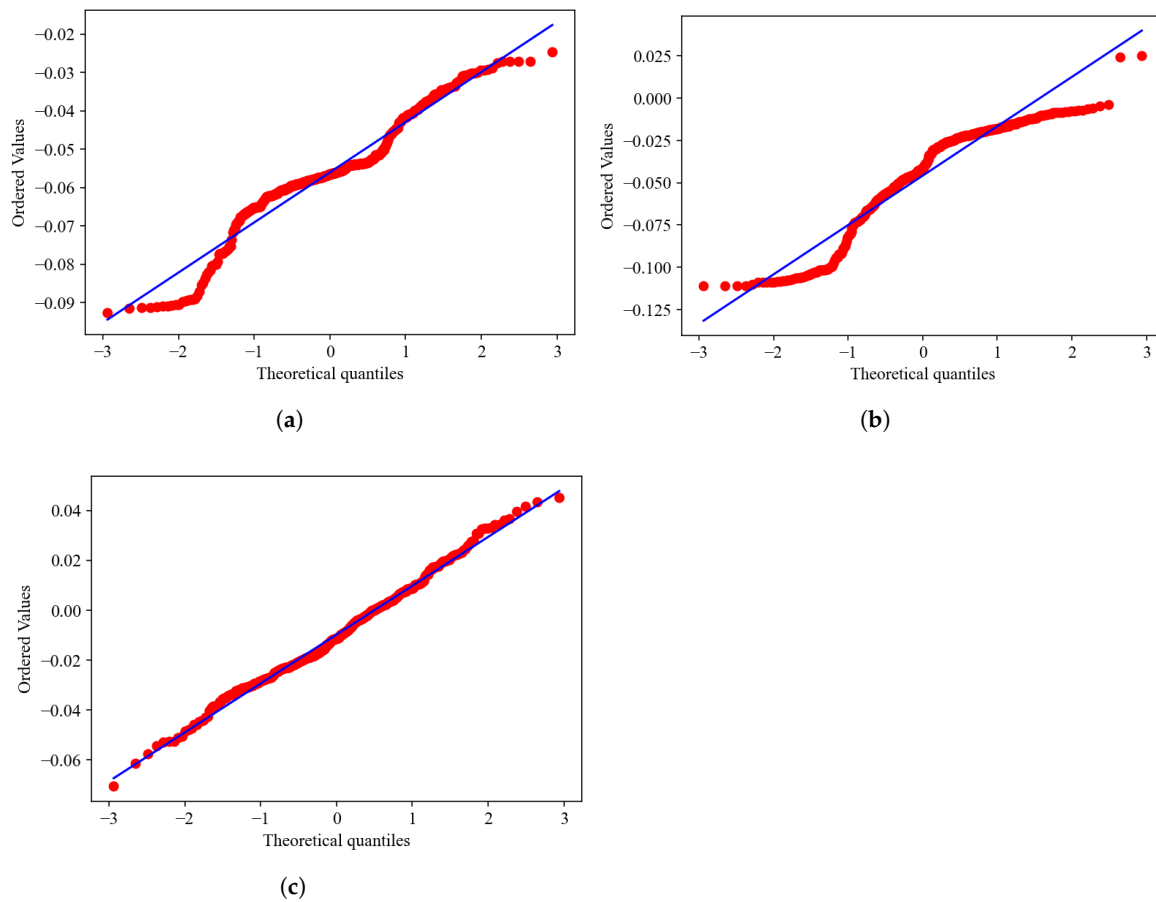 −0.02
−0.03
−0.04
−0.05
−0.06
−0.07
−0.08
−0.09
Ordered Values
−3 −2 −1 0 1 2 3
Theoretical quantiles
(a)
0.025
0.000
−0.025
−0.050
−0.075
−0.100
−0.125
Ordered Values
−3 −2 −1 0 1 2 3
Theoretical quantiles
(b)
0.04
0.02
0.00
−0.02
−0.04
−0.06
Ordered Values
−3 −2 −1 0 1 2 3
Theoretical quantiles
(c)